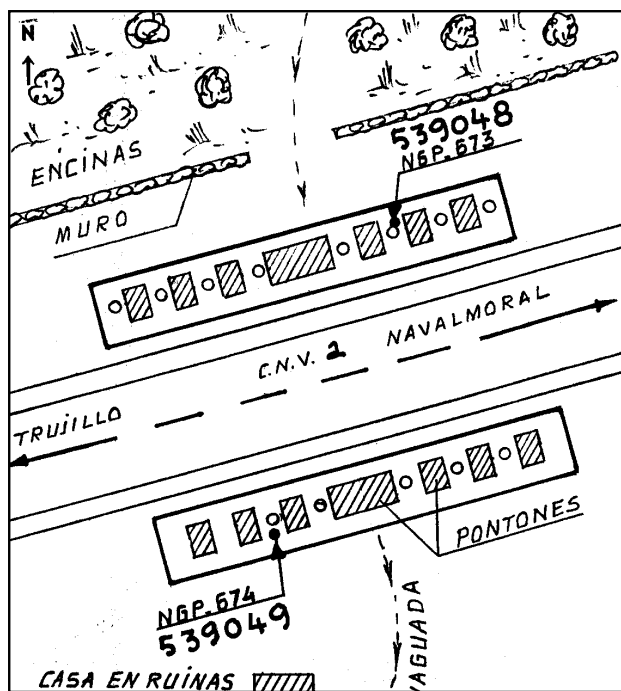 N
539048
NGP-673
ENCINAS
MURO
C.N.V. 2 NAVALMORAL
TRUJILLO
PONTONES
NGP-674
539049
VAGUADA
CASA EN RUINAS